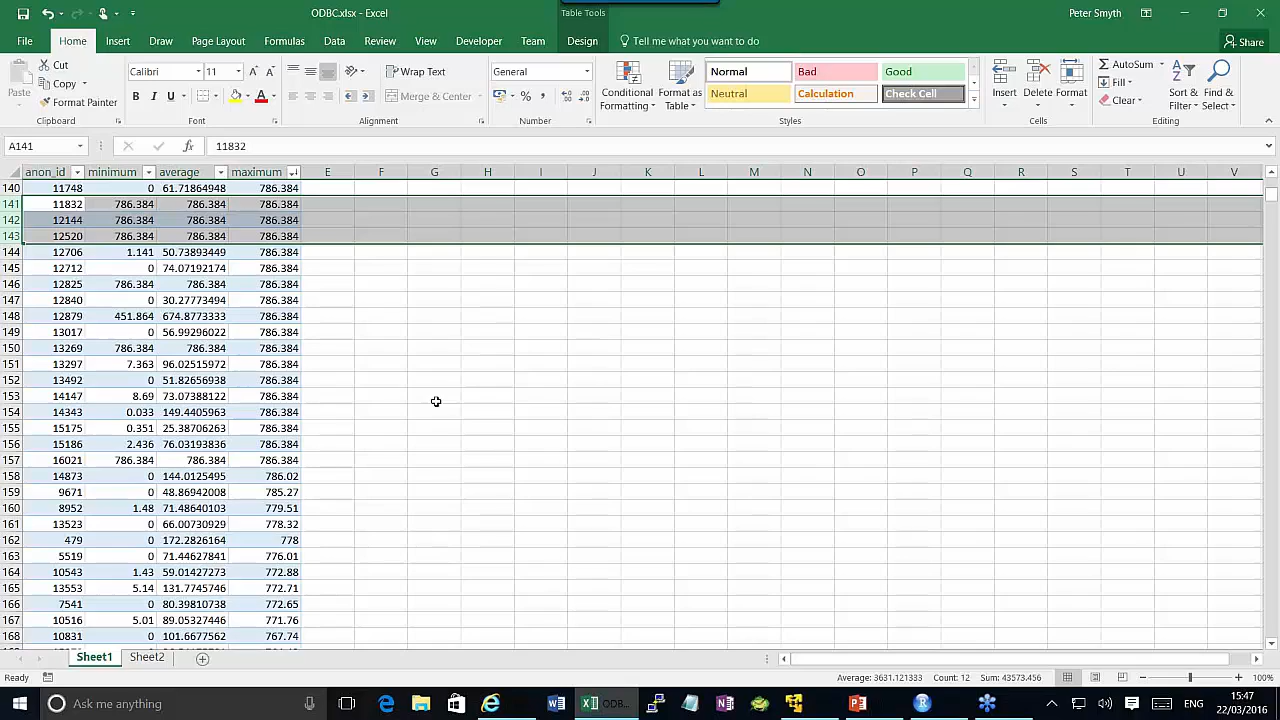 ODBC.xlsx - Excel
Table Tools
Peter Smyth
File Home Insert Draw Page Layout Formulas Data Review View Developer Team Design Tell me what you want to do Share
Paste
Cut
Copy
Format Painter
Clipboard
Calibri 11
B I U
Font
Wrap Text
Merge & Center
Alignment
General
%
Number
Conditional Formatting
Format as Table
Normal Bad Good
Neutral Calculation Check Cell
Styles
Insert Delete Format
Cells
AutoSum
Fill
Clear
Sort & Filter
Find & Select
Editing
A141 fx 11832
anon_id minimum average maximum E F G H I J K L M N O P Q R S T U V
140 11748 0 61.71864948 786.384
141 11832 786.384 786.384 786.384
142 12144 786.384 786.384 786.384
143 12520 786.384 786.384 786.384
144 12706 1.141 50.73893449 786.384
145 12712 0 74.07192174 786.384
146 12825 786.384 786.384 786.384
147 12840 0 30.27773494 786.384
148 12879 451.864 674.8773333 786.384
149 13017 0 56.99296022 786.384
150 13269 786.384 786.384 786.384
151 13297 7.363 96.02515972 786.384
152 13492 0 51.82656938 786.384
153 14147 8.69 73.07388122 786.384
154 14343 0.033 149.4405963 786.384
155 15175 0.351 25.38706263 786.384
156 15186 2.436 76.03193836 786.384
157 16021 786.384 786.384 786.384
158 14873 0 144.0125495 786.02
159 9671 0 48.86942008 785.27
160 8952 1.48 71.48640103 779.51
161 13523 0 66.00730929 778.32
162 479 0 172.2826164 778
163 5519 0 71.44627841 776.01
164 10543 1.43 59.01427273 772.88
165 13553 5.14 131.7745746 772.71
166 7541 0 80.39810738 772.65
167 10516 5.01 89.05327446 771.76
168 10831 0 101.6677562 767.74
Sheet1 Sheet2
Ready Average: 3631.121333 Count: 12 Sum: 43573.456 100%
Ask me anything ODB... ENG 15:47
22/03/2016